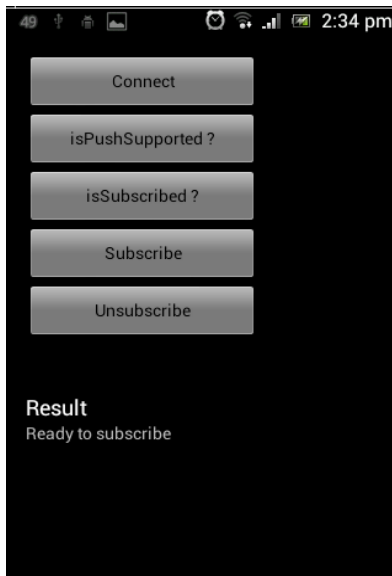 49 2:34 pm
Connect
isPushSupported ?
isSubscribed ?
Subscribe
Unsubscribe
Result
Ready to subscribe